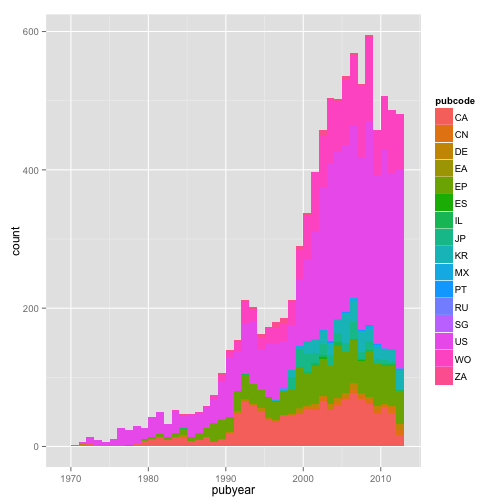 600
400
200
0
count
1970
1980
1990
2000
2010
pubyear
pubcode
CA
CN
DE
EA
EP
ES
IL
JP
KR
MX
PT
RU
SG
US
WO
ZA